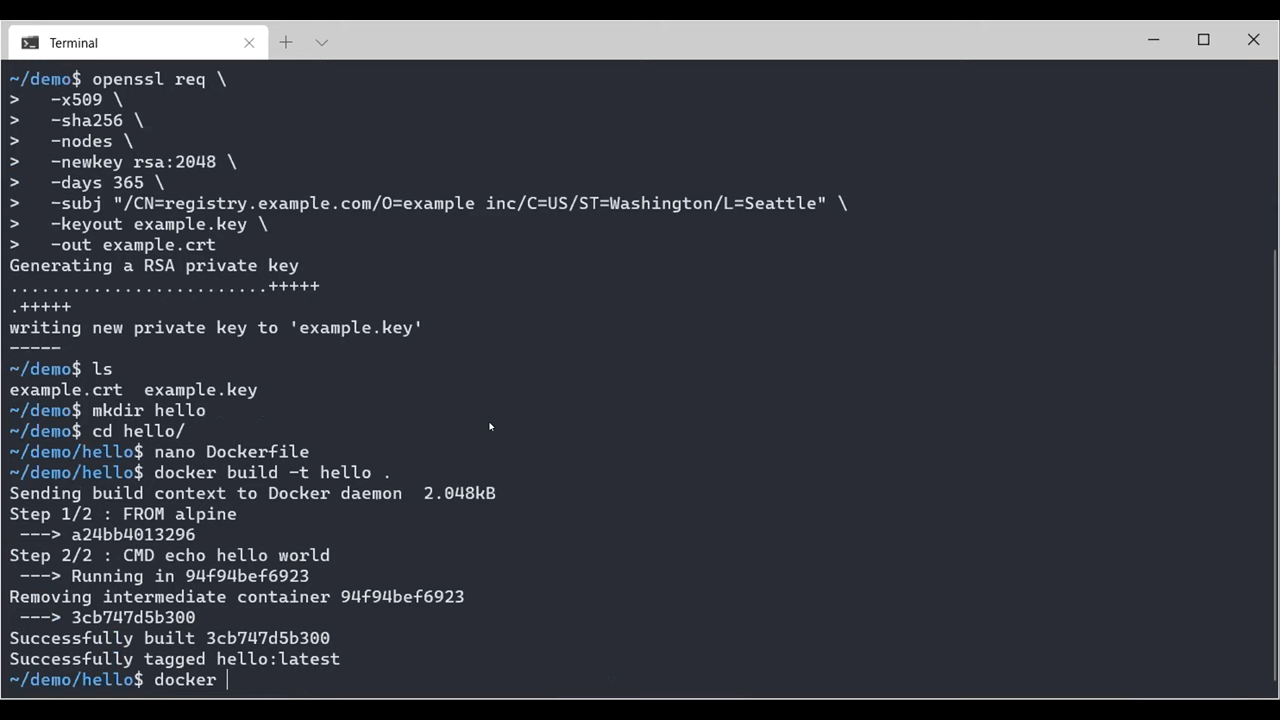 Terminal
~/demo$ openssl req \
>   -x509 \
>   -sha256 \
>   -nodes \
>   -newkey rsa:2048 \
>   -days 365 \
>   -subj "/CN=registry.example.com/O=example inc/C=US/ST=Washington/L=Seattle" \
>   -keyout example.key \
>   -out example.crt
Generating a RSA private key
.........................+++++
.+++++
writing new private key to 'example.key'
-----
~/demo$ ls
example.crt  example.key
~/demo$ mkdir hello
~/demo$ cd hello/
~/demo/hello$ nano Dockerfile
~/demo/hello$ docker build -t hello .
Sending build context to Docker daemon  2.048kB
Step 1/2 : FROM alpine
 ---> a24bb4013296
Step 2/2 : CMD echo hello world
 ---> Running in 94f94bef6923
Removing intermediate container 94f94bef6923
 ---> 3cb747d5b300
Successfully built 3cb747d5b300
Successfully tagged hello:latest
~/demo/hello$ docker